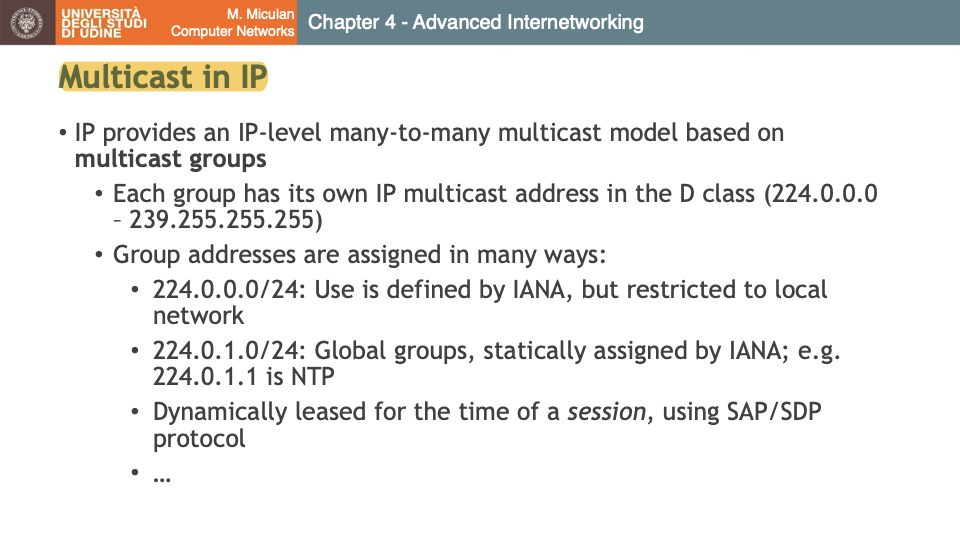 UNIVERSITÀ
DEGLI STUDI
DI UDINE
M. Miculan
Computer Networks
Chapter 4 - Advanced Internetworking
Multicast in IP
• IP provides an IP-level many-to-many multicast model based on
multicast groups
• Each group has its own IP multicast address in the D class (224.0.0.0
– 239.255.255.255)
• Group addresses are assigned in many ways:
• 224.0.0.0/24: Use is defined by IANA, but restricted to local
network
• 224.0.1.0/24: Global groups, statically assigned by IANA; e.g.
224.0.1.1 is NTP
• Dynamically leased for the time of a session, using SAP/SDP
protocol
• …